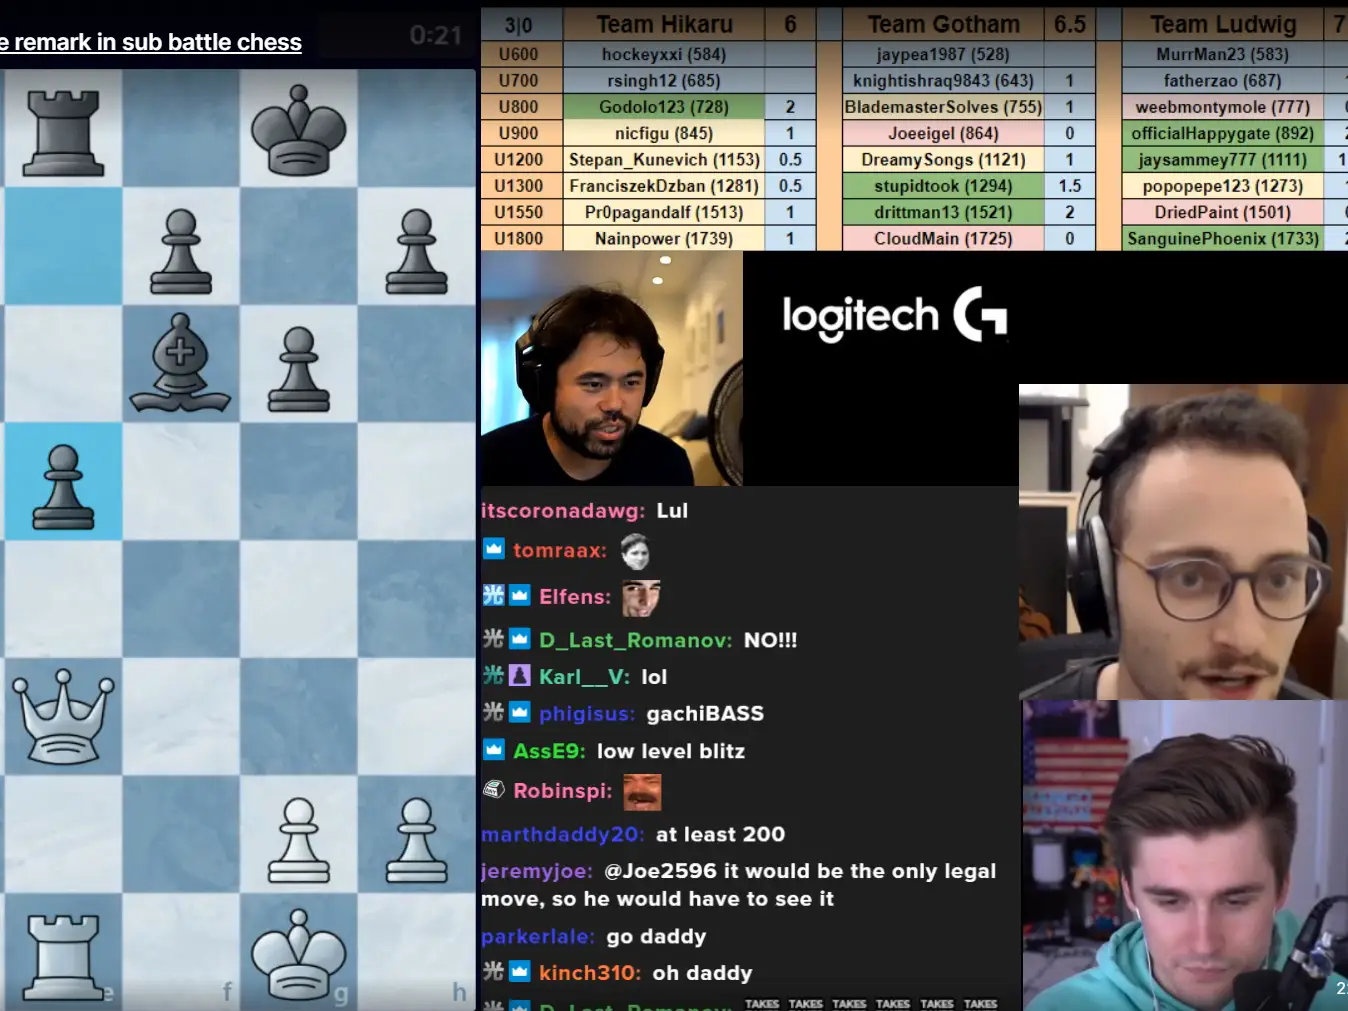 e remark in sub battle chess
0:21
3|0 Team Hikaru 6 Team Gotham 6.5 Team Ludwig 7
U600 hockeyxxi (584) jaypea1987 (528) MurrMan23 (583)
U700 rsingh12 (685) knightishraq9843 (643) 1 fatherzao (687)
U800 Godolo123 (728) 2 BlademasterSolves (755) 1 weebmontymole (777)
U900 nicfigu (845) 1 Joeeigel (864) 0 officialHappygate (892)
U1200 Stepan_Kunevich (1153) 0.5 DreamySongs (1121) 1 jaysammey777 (1111)
U1300 FranciszekDzban (1281) 0.5 stupidtook (1294) 1.5 popopepe123 (1273)
U1550 Pr0pagandalf (1513) 1 drittman13 (1521) 2 DriedPaint (1501)
U1800 Nainpower (1739) 1 CloudMain (1725) 0 SanguinePhoenix (1733)
logitech G
itscoronadawg: Lul
tomraax:
光 Elfens:
光 D_Last_Romanov: NO!!!
光 Karl__V: lol
光 phigisus: gachiBASS
AssE9: low level blitz
Robinspi:
marthdaddy20: at least 200
jeremyjoe: @Joe2596 it would be the only legal
move, so he would have to see it
parkerlale: go daddy
光 kinch310: oh daddy
D_Last_Romanov: TAKES TAKES TAKES TAKES TAKES TAKES
e f g h